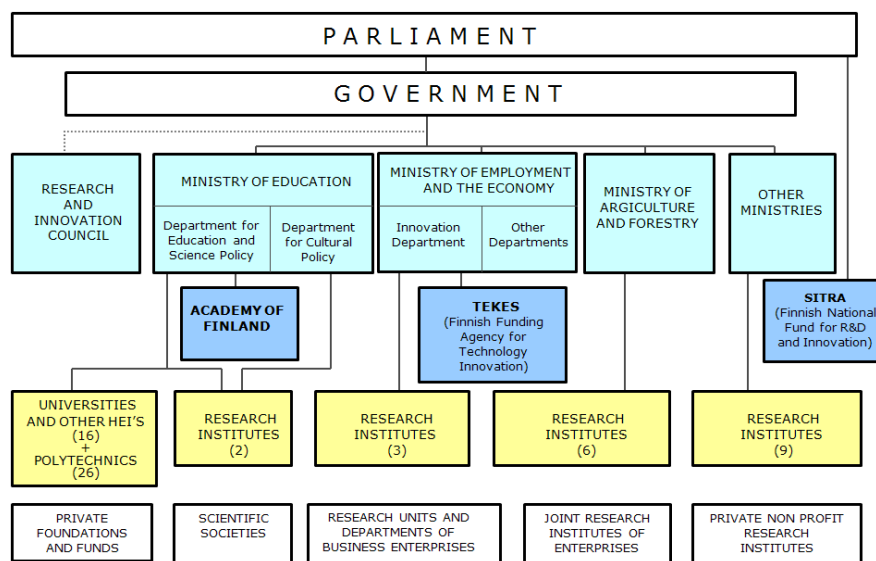 PARLIAMENT
GOVERNMENT
RESEARCH
AND
INNOVATION
COUNCIL
MINISTRY OF EDUCATION
Department for
Education and
Science Policy
Department
for Cultural
Policy
MINISTRY OF EMPLOYMENT
AND THE ECONOMY
Innovation
Department
Other
Departments
MINISTRY OF
ARGICULTURE
AND FORESTRY
OTHER
MINISTRIES
ACADEMY OF
FINLAND
TEKES
(Finnish Funding
Agency for
Technology
Innovation)
SITRA
(Finnish National
Fund for R&D
and Innovation)
UNIVERSITIES
AND OTHER HEI'S
(16)
+
POLYTECHNICS
(26)
RESEARCH
INSTITUTES
(2)
RESEARCH
INSTITUTES
(3)
RESEARCH
INSTITUTES
(6)
RESEARCH
INSTITUTES
(9)
PRIVATE
FOUNDATIONS
AND FUNDS
SCIENTIFIC
SOCIETIES
RESEARCH UNITS AND
DEPARTMENTS OF
BUSINESS ENTERPRISES
JOINT RESEARCH
INSTITUTES OF
ENTERPRISES
PRIVATE NON PROFIT
RESEARCH
INSTITUTES